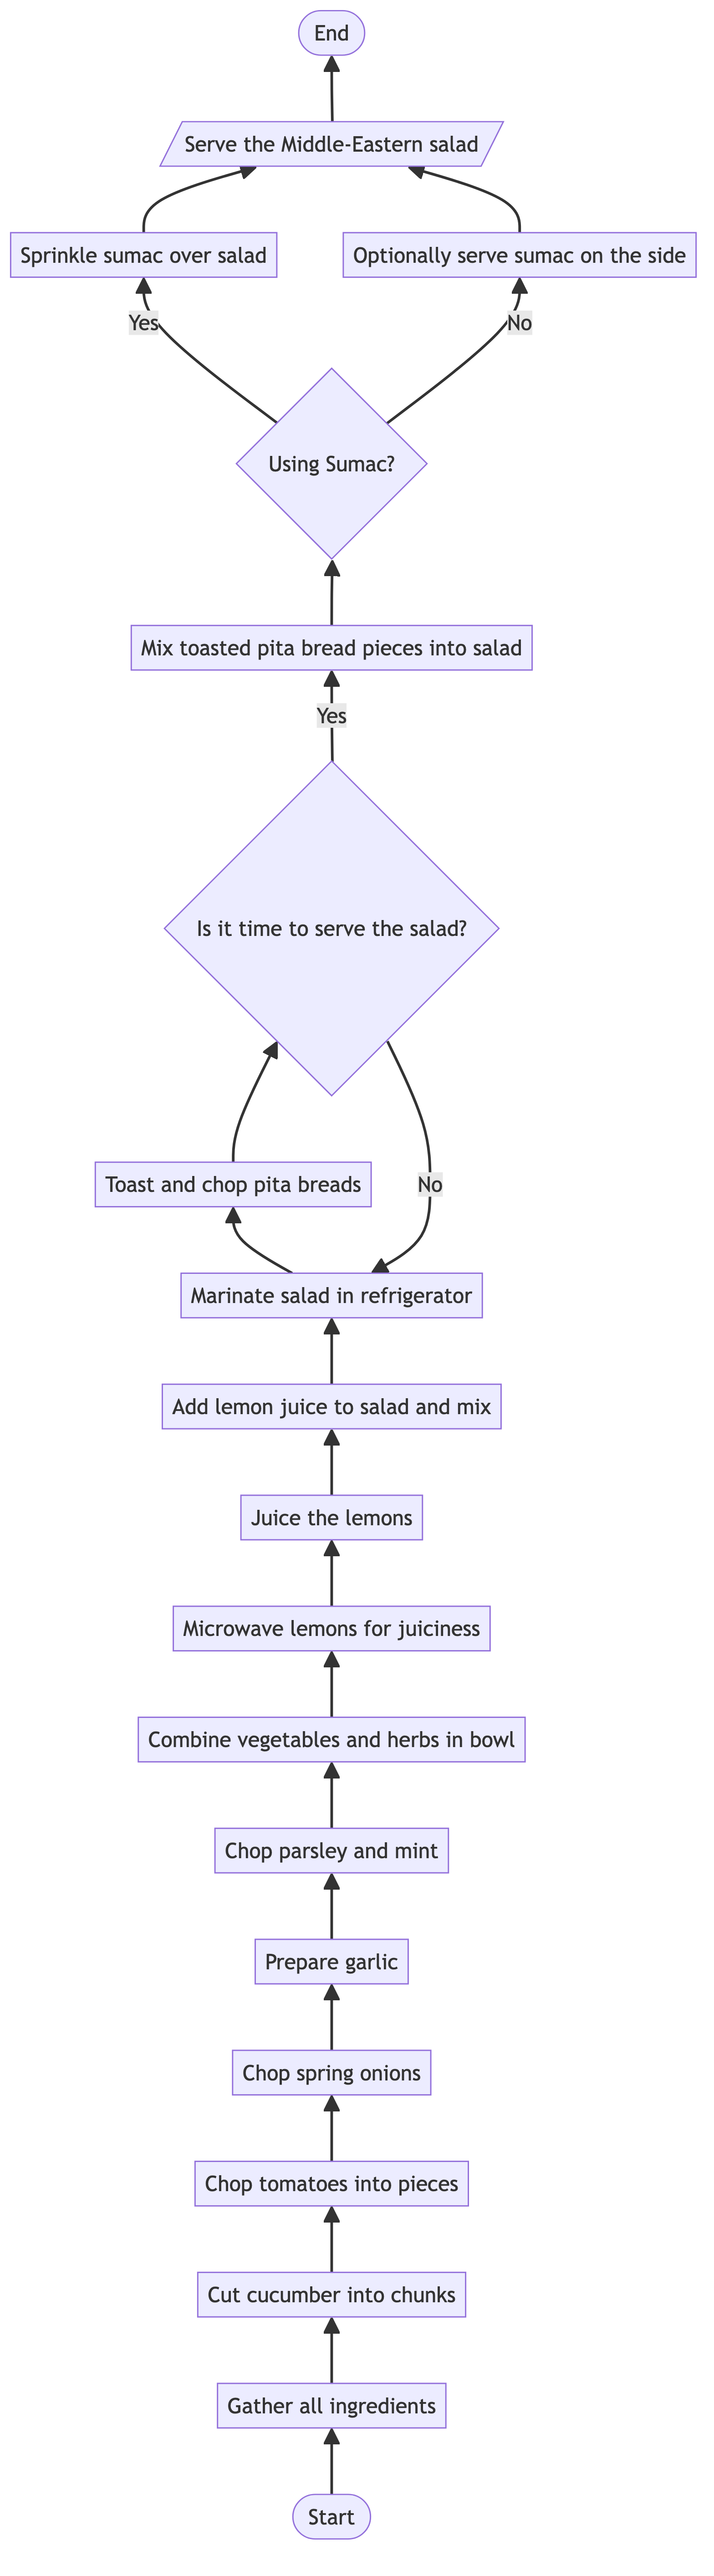 End
Serve the Middle-Eastern salad
Sprinkle sumac over salad
Optionally serve sumac on the side
Yes
No
Using Sumac?
Mix toasted pita bread pieces into salad
Yes
Is it time to serve the salad?
Toast and chop pita breads
No
Marinate salad in refrigerator
Add lemon juice to salad and mix
Juice the lemons
Microwave lemons for juiciness
Combine vegetables and herbs in bowl
Chop parsley and mint
Prepare garlic
Chop spring onions
Chop tomatoes into pieces
Cut cucumber into chunks
Gather all ingredients
Start